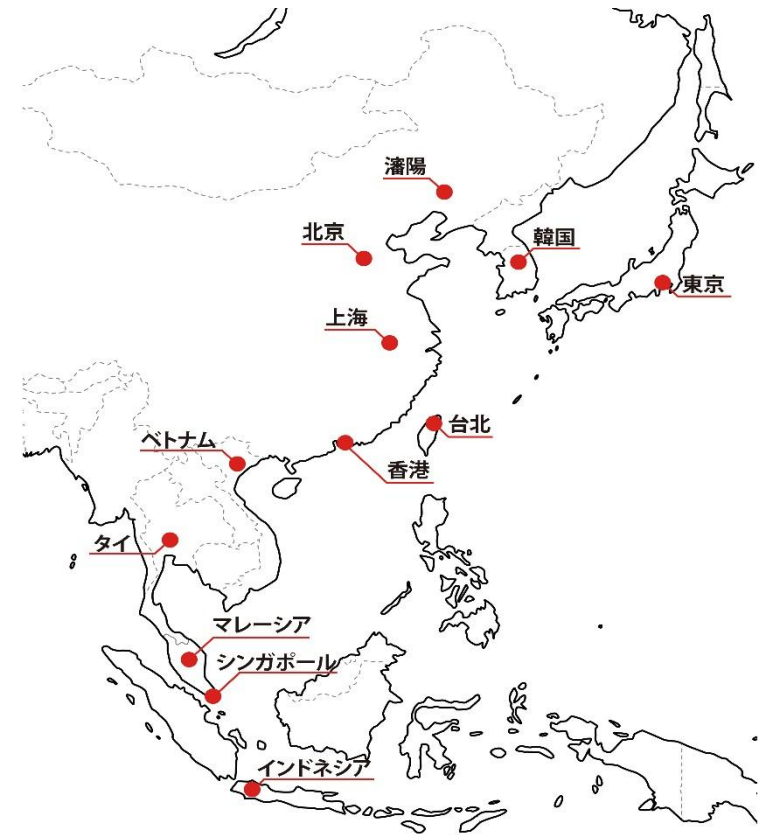 瀋陽
北京
韓国
東京
上海
台北
ベトナム
香港
タイ
マレーシア
シンガポール
インドネシア